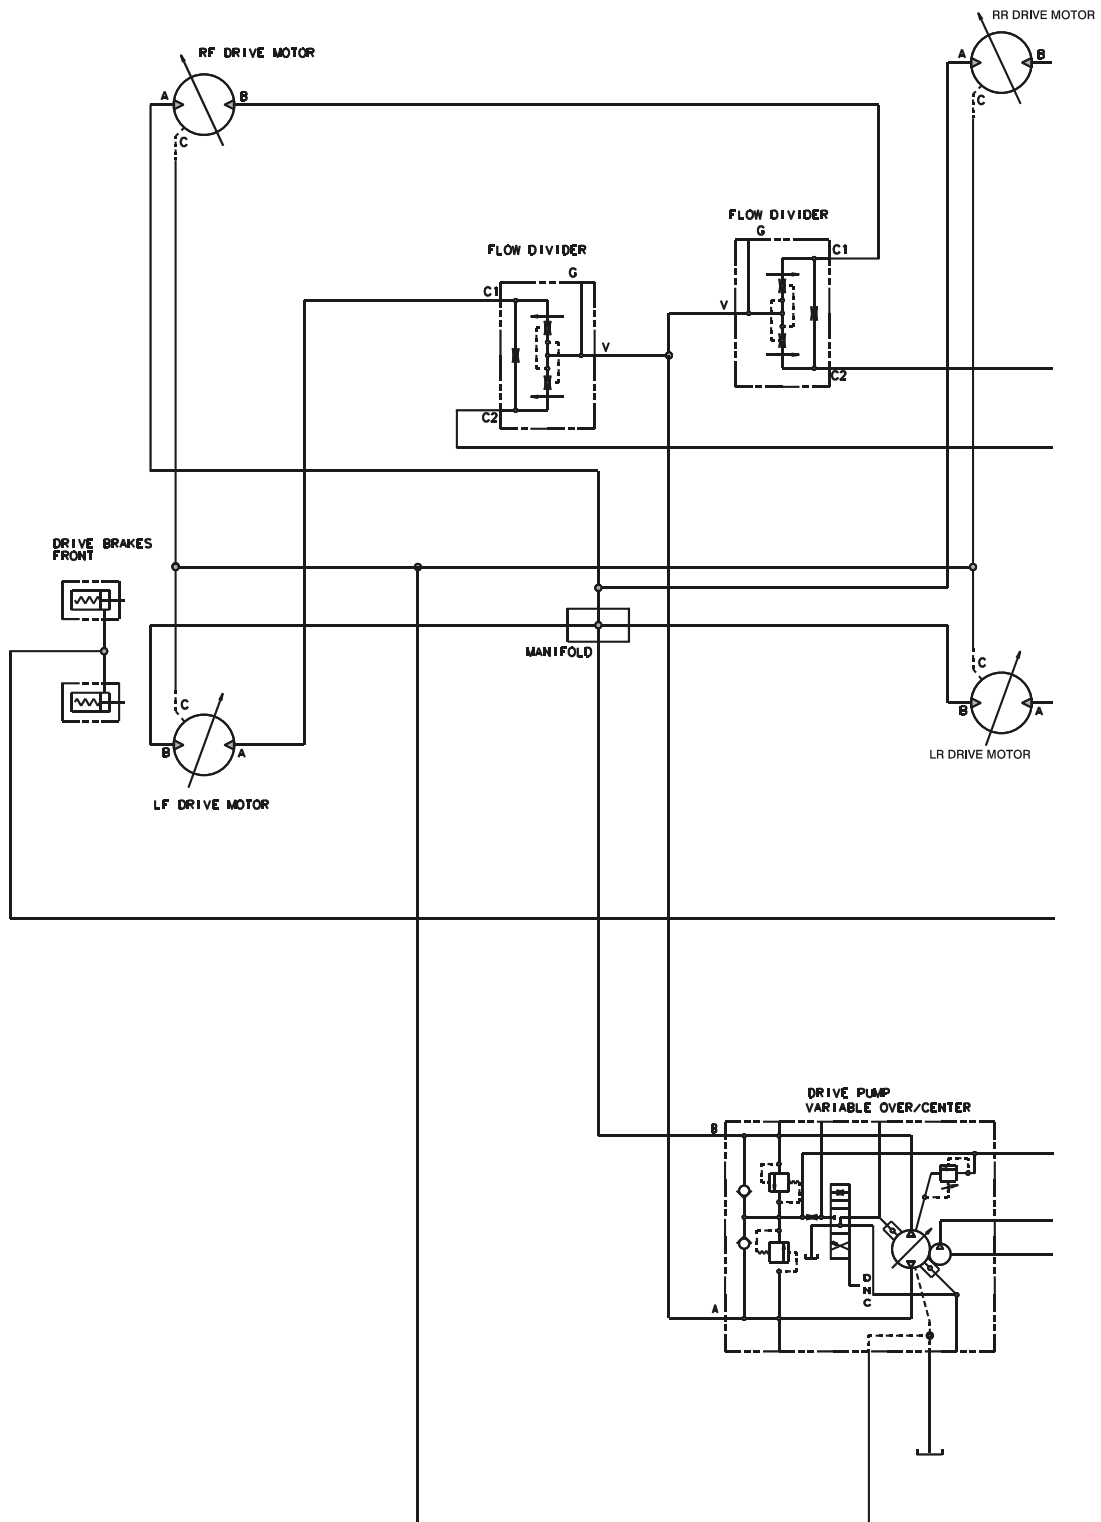 RR DRIVE MOTOR
RF DRIVE MOTOR
A
B
C
A
B
C
FLOW DIVIDER
G
C1
V
C2
FLOW DIVIDER
G
C1
V
C2
DRIVE BRAKES
FRONT
MANIFOLD
C
B
A
LR DRIVE MOTOR
C
B
A
LF DRIVE MOTOR
DRIVE PUMP
VARIABLE OVER/CENTER
B
A
D
N
C